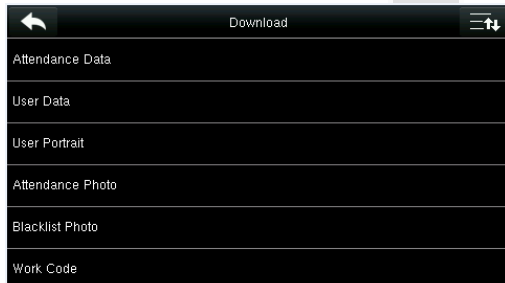 Download
Attendance Data
User Data
User Portrait
Attendance Photo
Blacklist Photo
Work Code